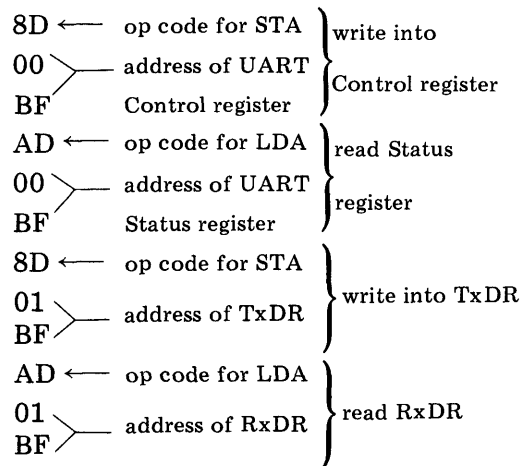 8D ← op code for STA
write into
00 address of UART
Control register
BF Control register
AD ← op code for LDA
read Status
00 address of UART
register
BF Status register
8D ← op code for STA
write into TxDR
01 address of TxDR
BF
AD ← op code for LDA
01 address of RxDR
read RxDR
BF